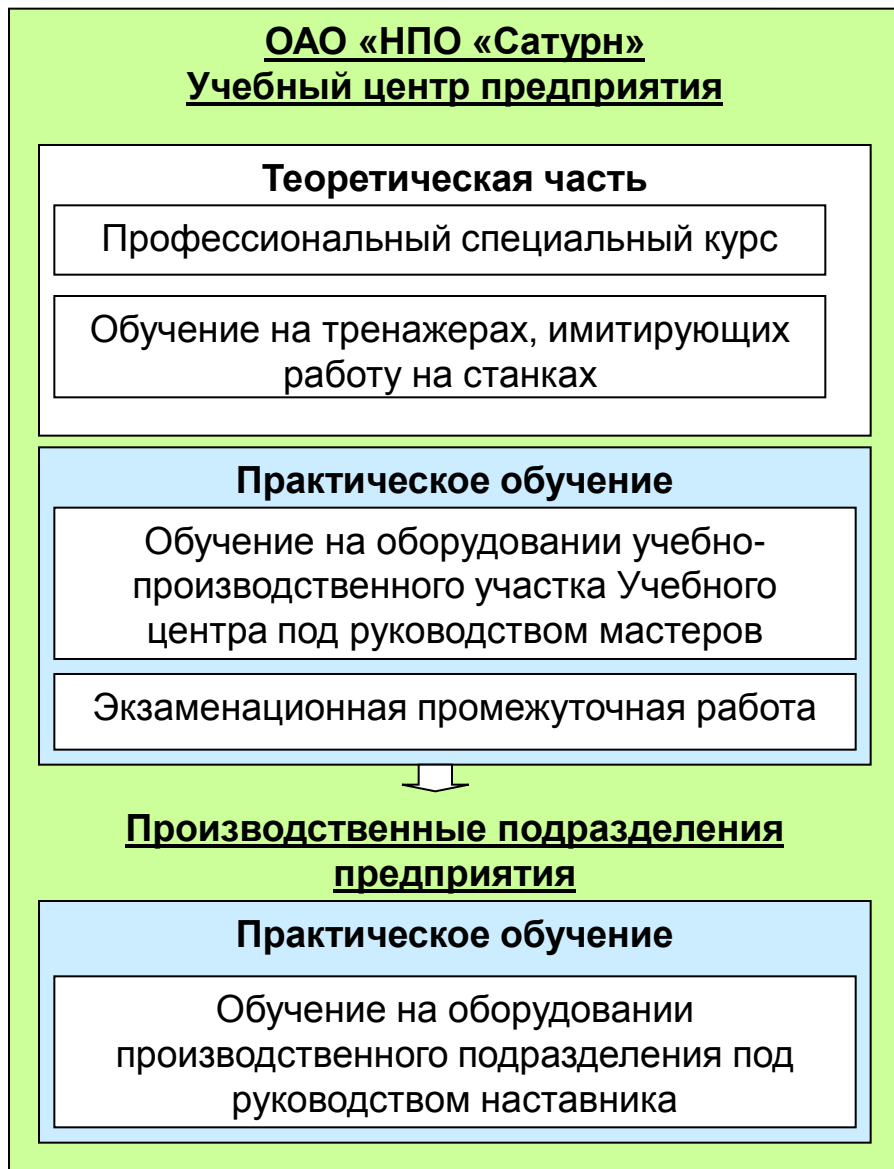 ОАО «НПО «Сатурн»
Учебный центр предприятия
Теоретическая часть
Профессиональный специальный курс
Обучение на тренажерах, имитирующих
работу на станках
Практическое обучение
Обучение на оборудовании учебно-
производственного участка Учебного
центра под руководством мастеров
Экзаменационная промежуточная работа
Производственные подразделения
предприятия
Практическое обучение
Обучение на оборудовании
производственного подразделения под
руководством наставника